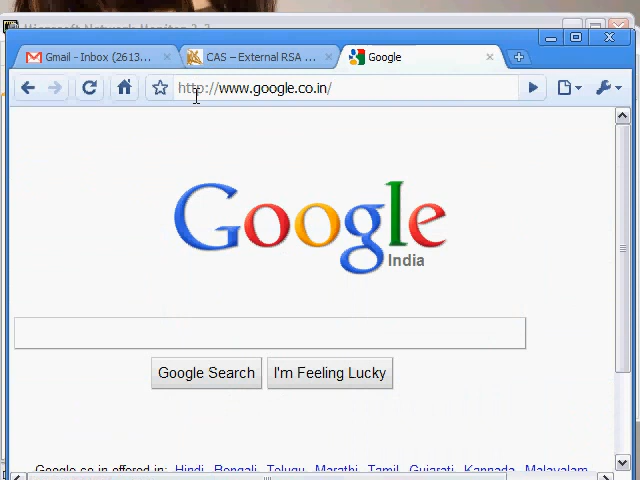 Microsoft Network Monitor 3.3
Gmail - Inbox (2613...
CAS – External RSA ...
Google
http://www.google.co.in/
Google
India
Google Search
I'm Feeling Lucky
Google.co.in offered in: Hindi Bengali Telugu Marathi Tamil Gujarati Kannada Malayalam